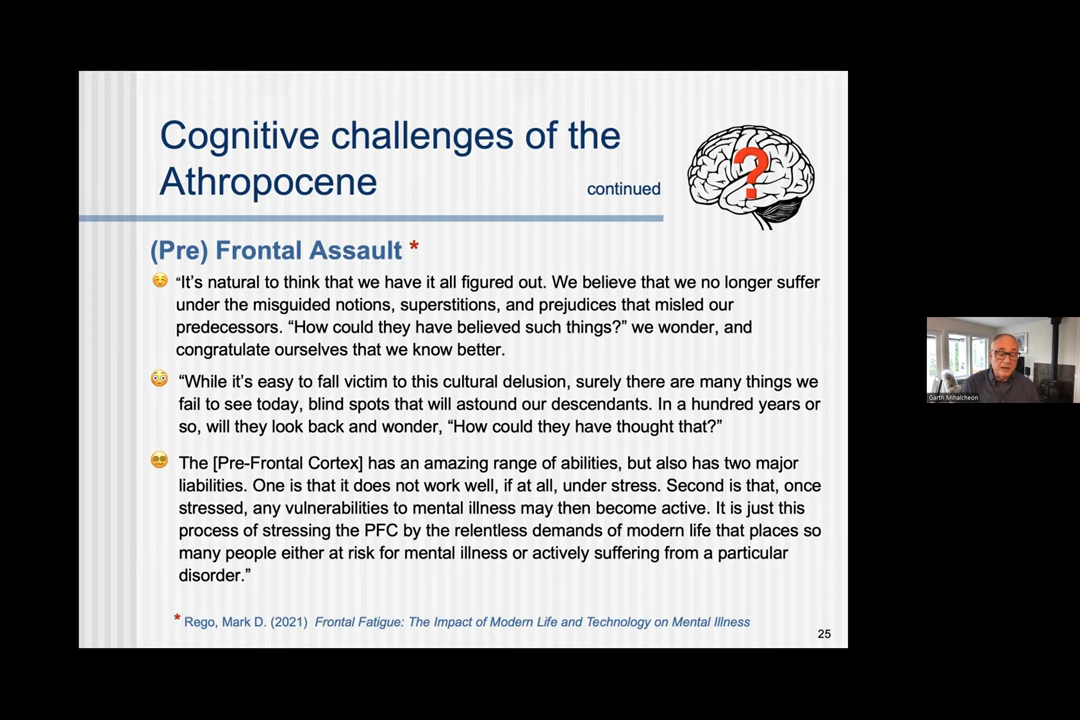 Cognitive challenges of the
Athropocene
continued
?
(Pre) Frontal Assault *
“It’s natural to think that we have it all figured out. We believe that we no longer suffer
under the misguided notions, superstitions, and prejudices that misled our
predecessors. “How could they have believed such things?” we wonder, and
congratulate ourselves that we know better.
“While it’s easy to fall victim to this cultural delusion, surely there are many things we
fail to see today, blind spots that will astound our descendants. In a hundred years or
so, will they look back and wonder, “How could they have thought that?”
The [Pre-Frontal Cortex] has an amazing range of abilities, but also has two major
liabilities. One is that it does not work well, if at all, under stress. Second is that, once
stressed, any vulnerabilities to mental illness may then become active. It is just this
process of stressing the PFC by the relentless demands of modern life that places so
many people either at risk for mental illness or actively suffering from a particular
disorder.”
* Rego, Mark D. (2021) Frontal Fatigue: The Impact of Modern Life and Technology on Mental Illness
25
Garth Mihalcheon